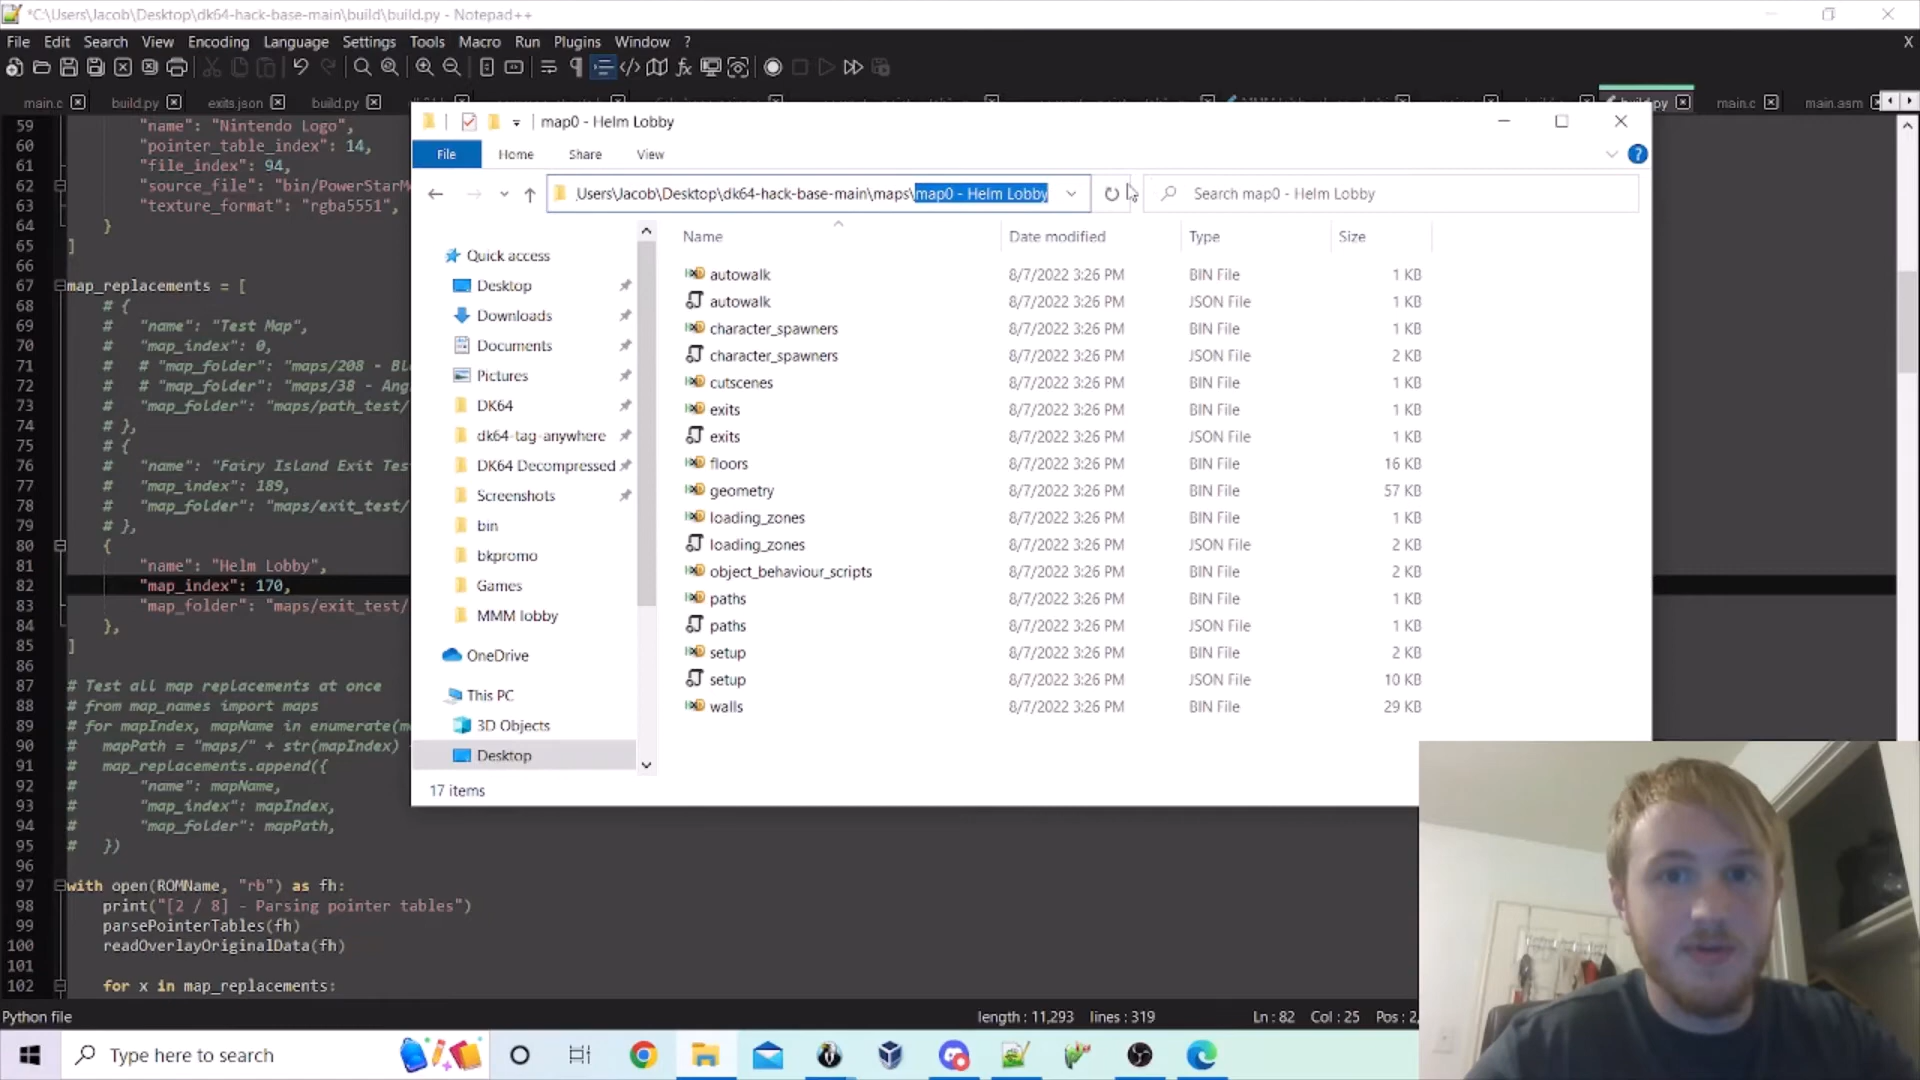 *C:\Users\Jacob\Desktop\dk64-hack-base-main\build\build.py - Notepad++
File Edit Search View Encoding Language Settings Tools Macro Run Plugins Window ? X
main.c build.py exits.json build.py build.py main.c main.asm
59 "name": "Nintendo Logo",
60 "pointer_table_index": 14,
61 "file_index": 94,
62 "source_file": "bin/PowerStarM
63 "texture_format": "rgba5551",
64 }
65 ]
66
67 map_replacements = [
68 # {
69 # "name": "Test Map",
70 # "map_index": 0,
71 # # "map_folder": "maps/208 - Bl
72 # # "map_folder": "maps/38 - Ang
73 # "map_folder": "maps/path_test/
74 # },
75 # {
76 # "name": "Fairy Island Exit Tes
77 # "map_index": 189,
78 # "map_folder": "maps/exit_test/
79 # },
80 {
81 "name": "Helm Lobby",
82 "map_index": 170,
83 "map_folder": "maps/exit_test/
84 },
85 ]
86
87 # Test all map replacements at once
88 # from map_names import maps
89 # for mapIndex, mapName in enumerate(m
90 # mapPath = "maps/" + str(mapIndex)
91 # map_replacements.append({
92 # "name": mapName,
93 # "map_index": mapIndex,
94 # "map_folder": mapPath,
95 # })
96
97 with open(ROMName, "rb") as fh:
98 print("[2 / 8] - Parsing pointer tables")
99 parsePointerTables(fh)
100 readOverlayOriginalData(fh)
101
102 for x in map_replacements:
map0 - Helm Lobby
File Home Share View
Users\Jacob\Desktop\dk64-hack-base-main\maps\map0 - Helm Lobby
Search map0 - Helm Lobby
Quick access
Desktop
Downloads
Documents
Pictures
DK64
dk64-tag-anywhere
DK64 Decompressed
Screenshots
bin
bkpromo
Games
MMM lobby
OneDrive
This PC
3D Objects
Desktop
Name Date modified Type Size
autowalk 8/7/2022 3:26 PM BIN File 1 KB
autowalk 8/7/2022 3:26 PM JSON File 1 KB
character_spawners 8/7/2022 3:26 PM BIN File 1 KB
character_spawners 8/7/2022 3:26 PM JSON File 2 KB
cutscenes 8/7/2022 3:26 PM BIN File 1 KB
exits 8/7/2022 3:26 PM BIN File 1 KB
exits 8/7/2022 3:26 PM JSON File 1 KB
floors 8/7/2022 3:26 PM BIN File 16 KB
geometry 8/7/2022 3:26 PM BIN File 57 KB
loading_zones 8/7/2022 3:26 PM BIN File 1 KB
loading_zones 8/7/2022 3:26 PM JSON File 2 KB
object_behaviour_scripts 8/7/2022 3:26 PM BIN File 2 KB
paths 8/7/2022 3:26 PM BIN File 1 KB
paths 8/7/2022 3:26 PM JSON File 1 KB
setup 8/7/2022 3:26 PM BIN File 2 KB
setup 8/7/2022 3:26 PM JSON File 10 KB
walls 8/7/2022 3:26 PM BIN File 29 KB
17 items
Python file length : 11,293 lines : 319 Ln : 82 Col : 25 Pos : 2,
Type here to search